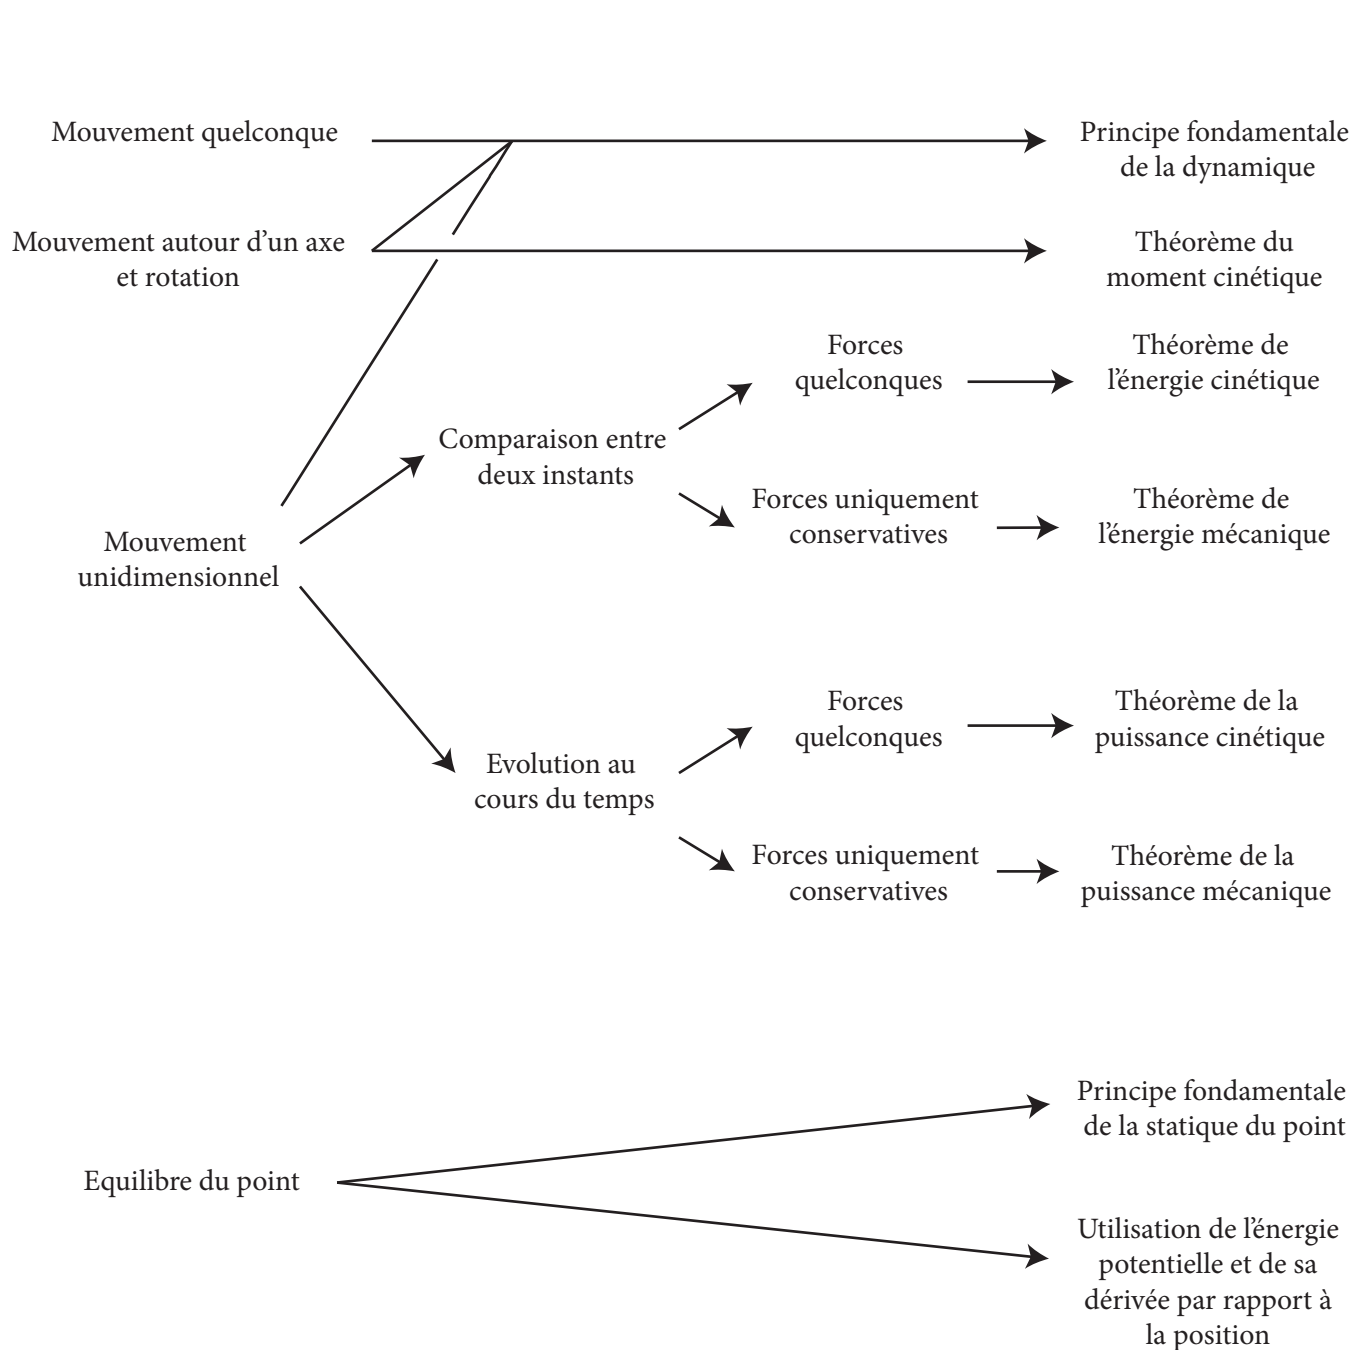 Mouvement quelconque
Principe fondamentale
de la dynamique
Mouvement autour d'un axe
et rotation
Théorème du
moment cinétique
Forces
quelconques
Théorème de
l'énergie cinétique
Comparaison entre
deux instants
Forces uniquement
conservatives
Théorème de
l'énergie mécanique
Mouvement
unidimensionnel
Forces
quelconques
Théorème de la
puissance cinétique
Evolution au
cours du temps
Forces uniquement
conservatives
Théorème de la
puissance mécanique
Principe fondamentale
de la statique du point
Equilibre du point
Utilisation de l'énergie
potentielle et de sa
dérivée par rapport à
la position